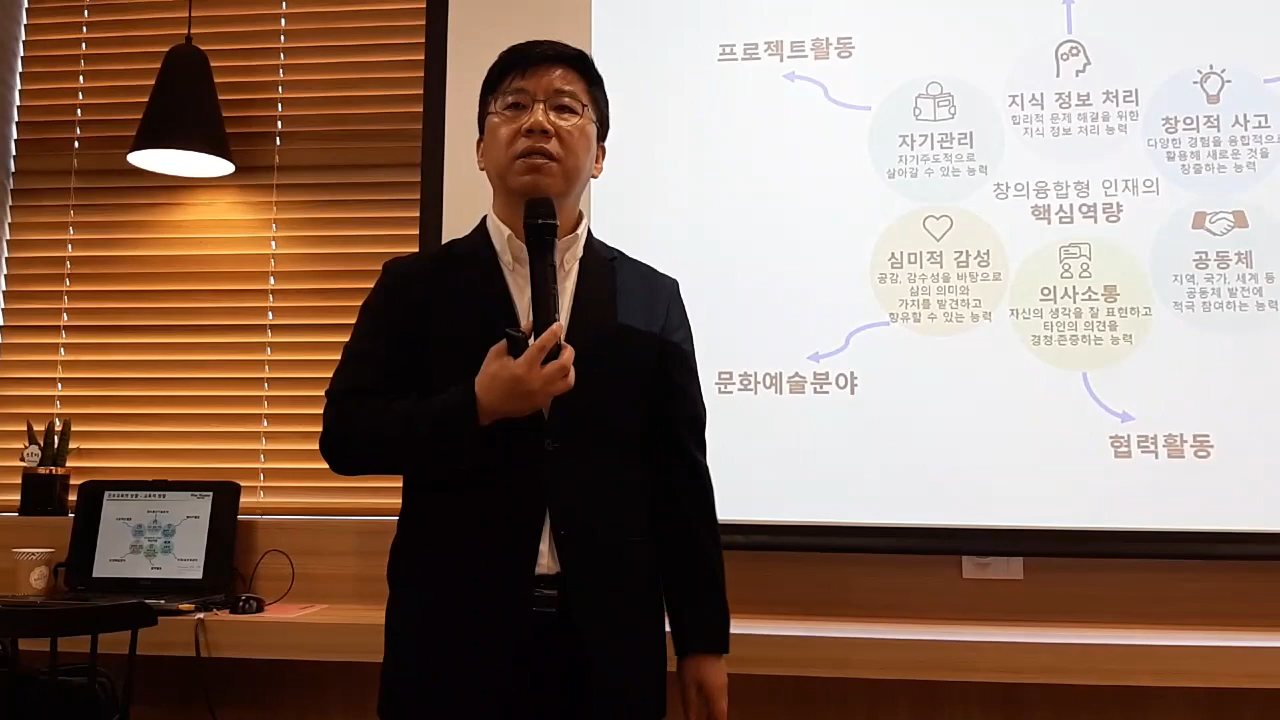 프로젝트활동
지식 정보 처리
합리적 문제 해결을 위한
지식 정보 처리 능력
자기관리
자기주도적으로
살아갈 수 있는 능력
창의적 사고
다양한 경험을 융합적으로
활용해 새로운 것을
창출하는 능력
창의융합형 인재의
핵심역량
심미적 감성
공감, 감수성을 바탕으로
삶의 의미와
가치를 발견하고
향유할 수 있는 능력
의사소통
자신의 생각을 잘 표현하고
타인의 의견을
경청·존중하는 능력
공동체
지역, 국가, 세계 등
공동체 발전에
적극 참여하는 능력
문화예술분야
협력활동